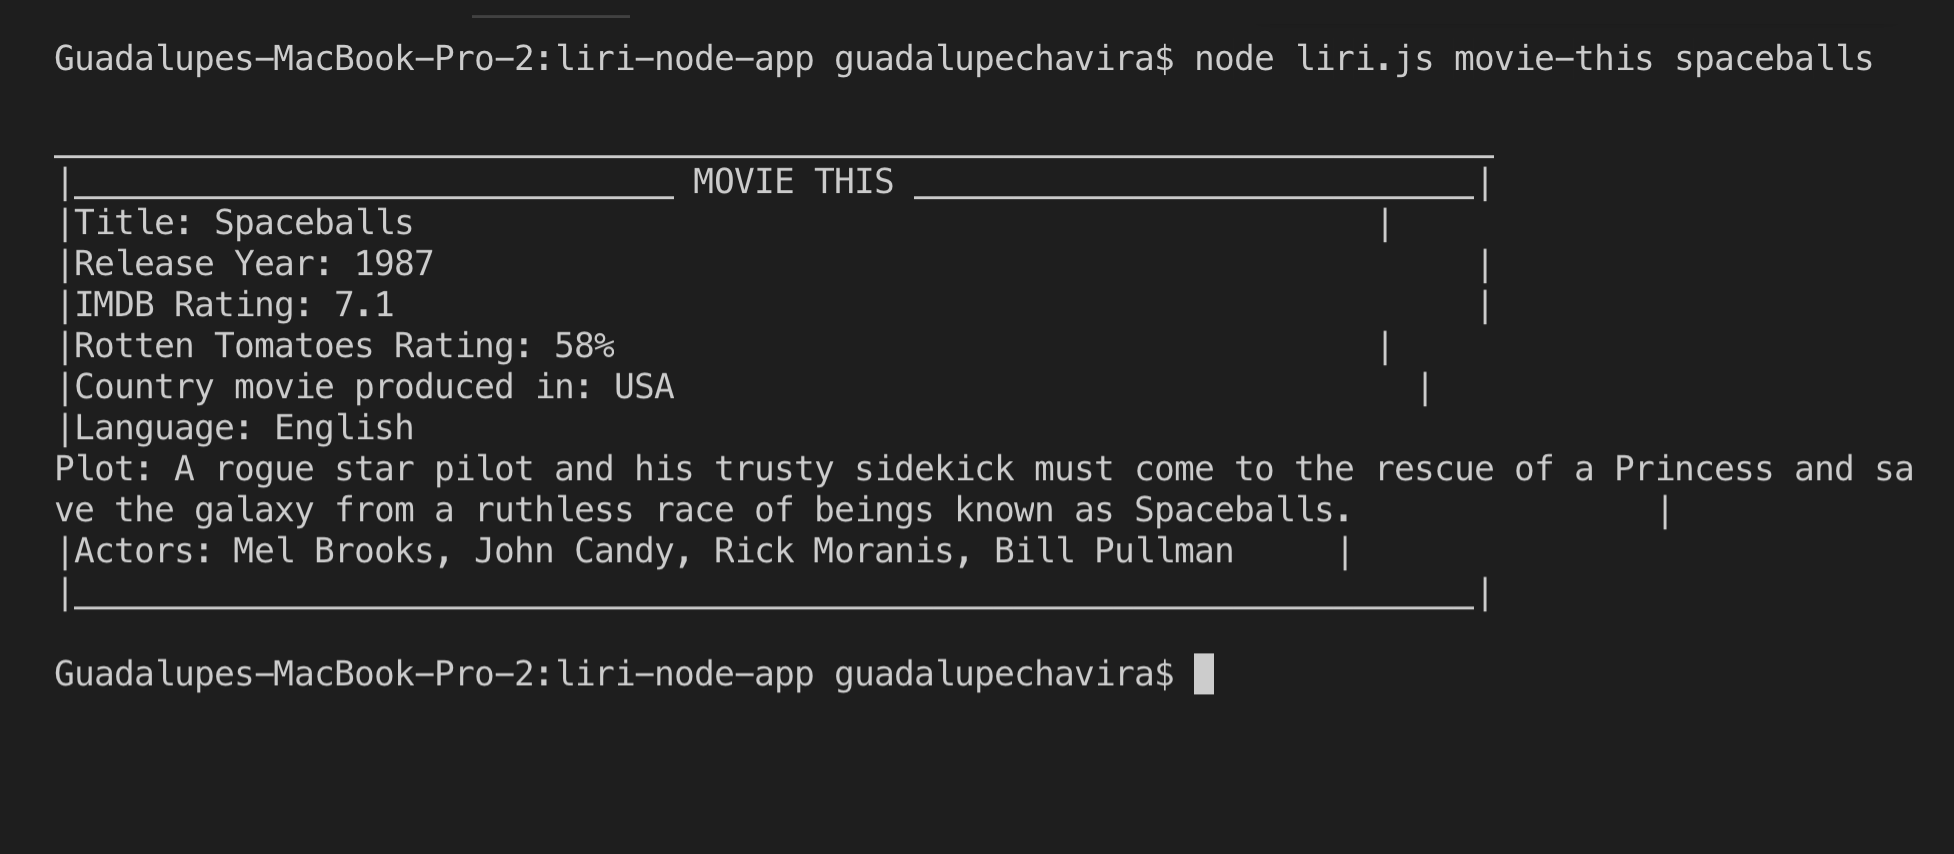 Guadalupes-MacBook-Pro-2:liri-node-app guadalupechavira$ node liri.js movie-this spaceballs
________________________________________________________________________
|______________________________ MOVIE THIS ____________________________|
|Title: Spaceballs                                                |
|Release Year: 1987                                                    |
|IMDB Rating: 7.1                                                      |
|Rotten Tomatoes Rating: 58%                                      |
|Country movie produced in: USA                                     |
|Language: English
Plot: A rogue star pilot and his trusty sidekick must come to the rescue of a Princess and sa
ve the galaxy from a ruthless race of beings known as Spaceballs.               |
|Actors: Mel Brooks, John Candy, Rick Moranis, Bill Pullman     |
|______________________________________________________________________|
Guadalupes-MacBook-Pro-2:liri-node-app guadalupechavira$